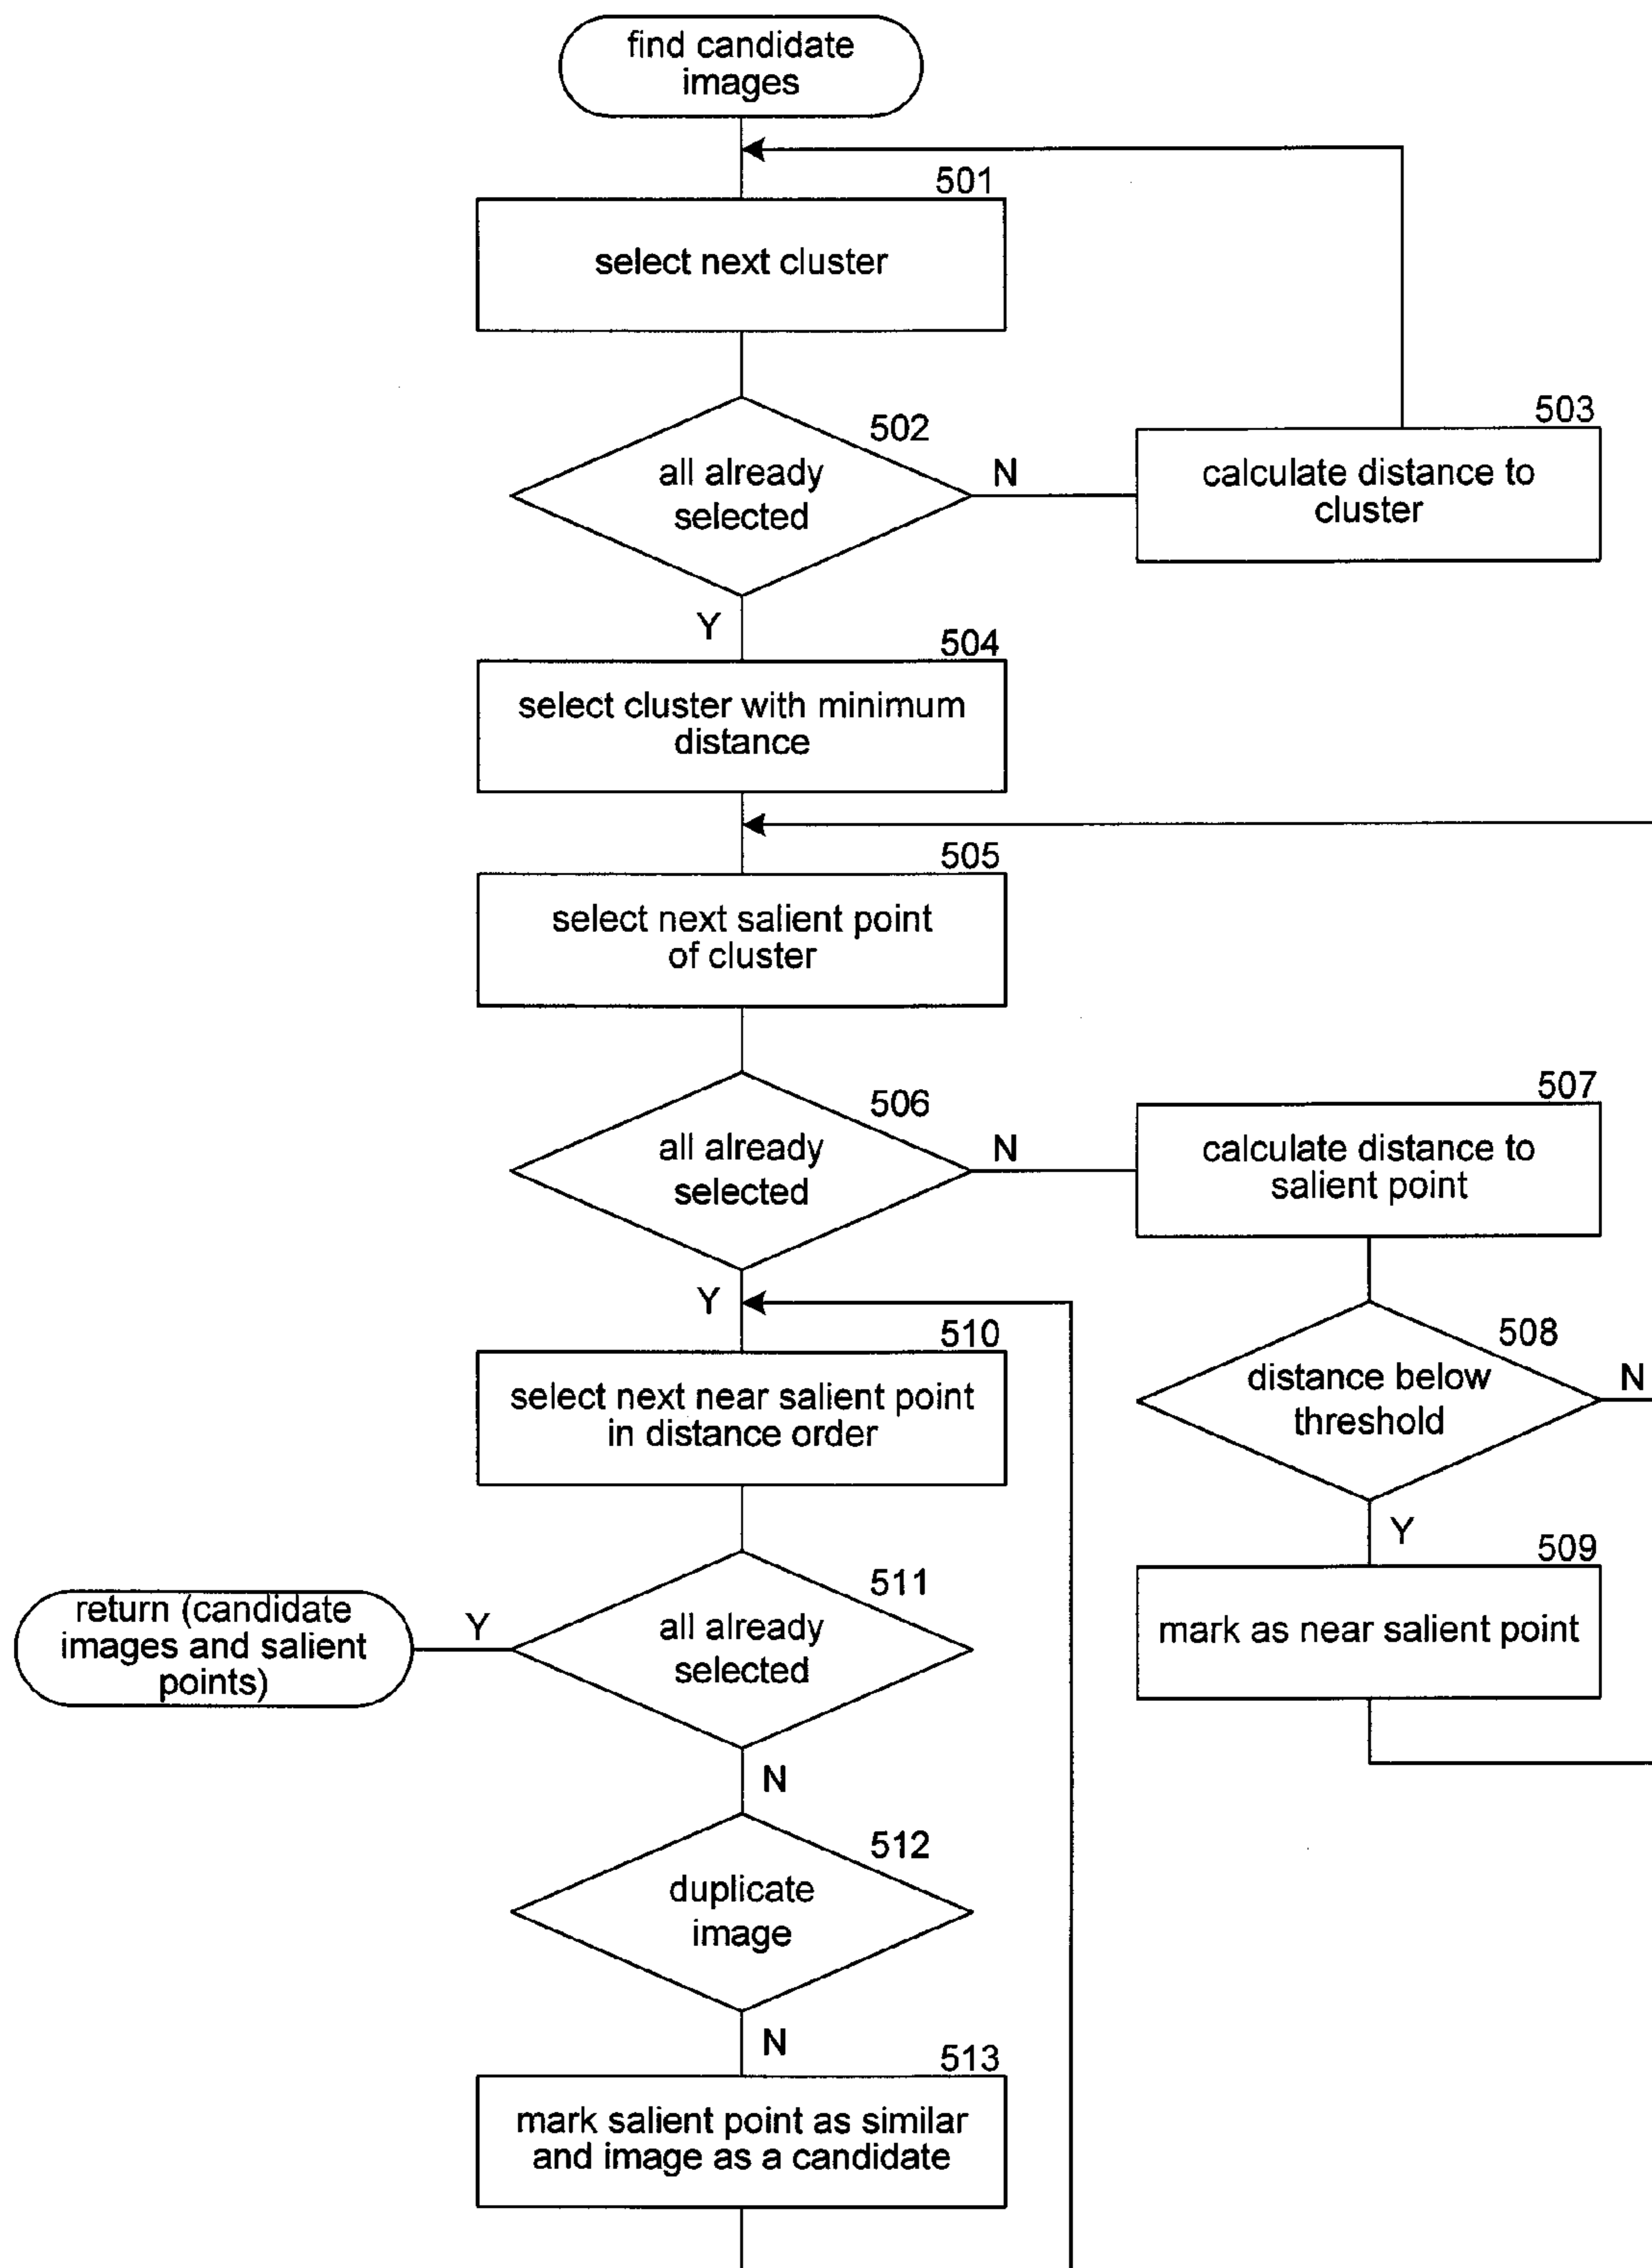 find candidate
images
501
select next cluster
502
all already
selected
N
503
calculate distance to
cluster
Y
504
select cluster with minimum
distance
505
select next salient point
of cluster
506
all already
selected
N
507
calculate distance to
salient point
508
distance below
threshold
N
Y
509
mark as near salient point
Y
510
select next near salient point
in distance order
511
all already
selected
Y
return (candidate
images and salient
points)
N
512
duplicate
image
N
513
mark salient point as similar
and image as a candidate